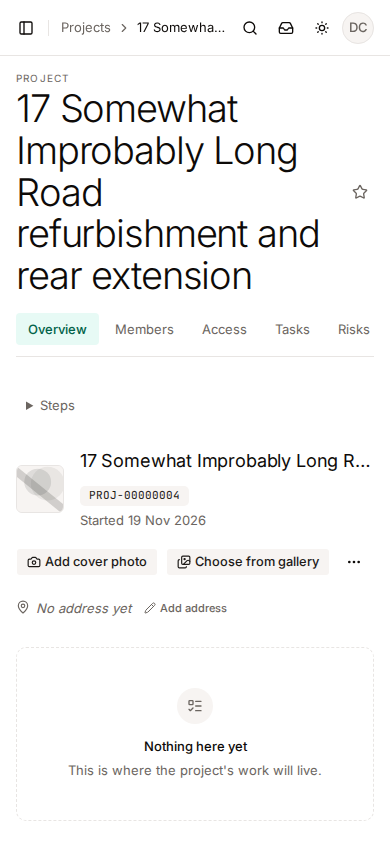 Projects > 17 Somewha... DC
PROJECT
17 Somewhat
Improbably Long
Road
refurbishment and
rear extension
Overview Members Access Tasks Risks
Steps
17 Somewhat Improbably Long R...
PROJ-00000004
Started 19 Nov 2026
Add cover photo Choose from gallery
No address yet Add address
Nothing here yet
This is where the project's work will live.